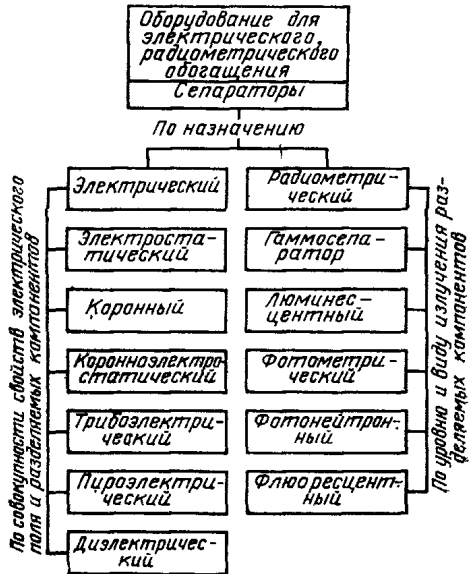 Оборудование для
электрического,
радиометрического
обогащения
Сепараторы
По назначению
По совокупности свойств электрического
поля и разделяемых компонентов
Электрический
Электроста-
тический
Коронный
Короннаэлектро-
статический
Трибоэлектри-
ческий
Пироэлектри-
ческий
Диэлектричес-
кий
Радиометри-
ческий
Гаммосепа-
ратор
Люминес-
центный
Фотометри-
ческий
Фотонейтрон-
ный
Флюоресцент-
ный
По уровню и виду излучения раз-
деляемых компонентов